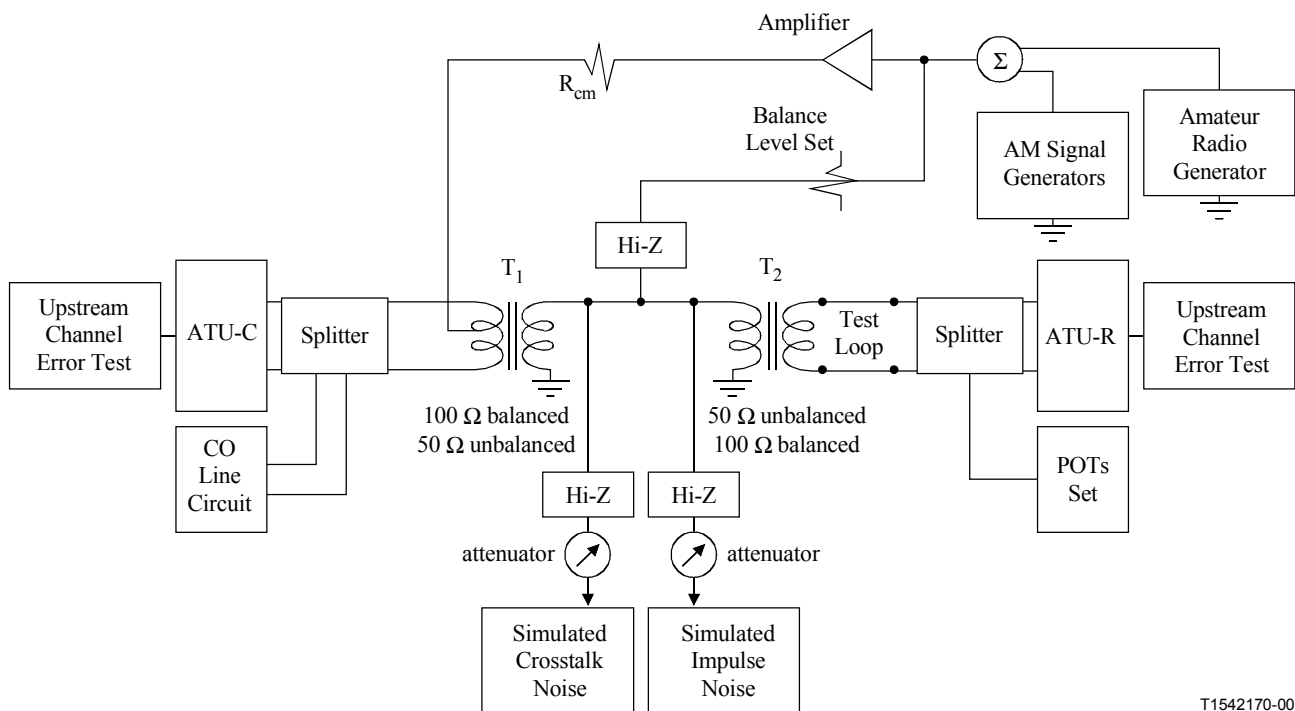 Amplifier
Σ
R_cm
Balance
Level Set
AM Signal
Generators
Amateur
Radio
Generator
Hi-Z
T_1
T_2
Upstream
Channel
Error Test
ATU-C
Splitter
Test
Loop
Splitter
ATU-R
Upstream
Channel
Error Test
100 Ω balanced
50 Ω unbalanced
50 Ω unbalanced
100 Ω balanced
CO
Line
Circuit
POTs
Set
Hi-Z
Hi-Z
attenuator
attenuator
Simulated
Crosstalk
Noise
Simulated
Impulse
Noise
T1542170-00